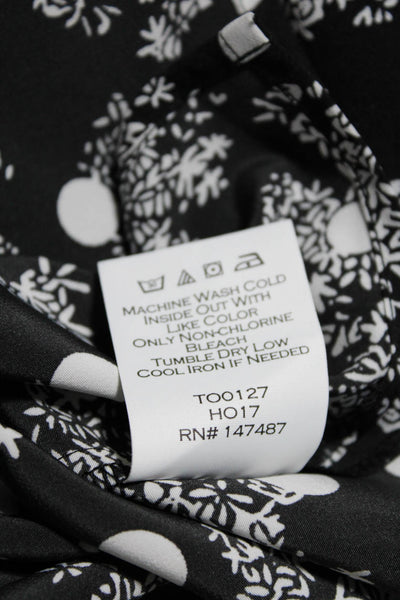 MACHINE WASH COLD
INSIDE OUT WITH
LIKE COLOR
ONLY NON-CHLORINE
BLEACH
TUMBLE DRY LOW
COOL IRON IF NEEDED
TO0127
HO17
RN# 147487